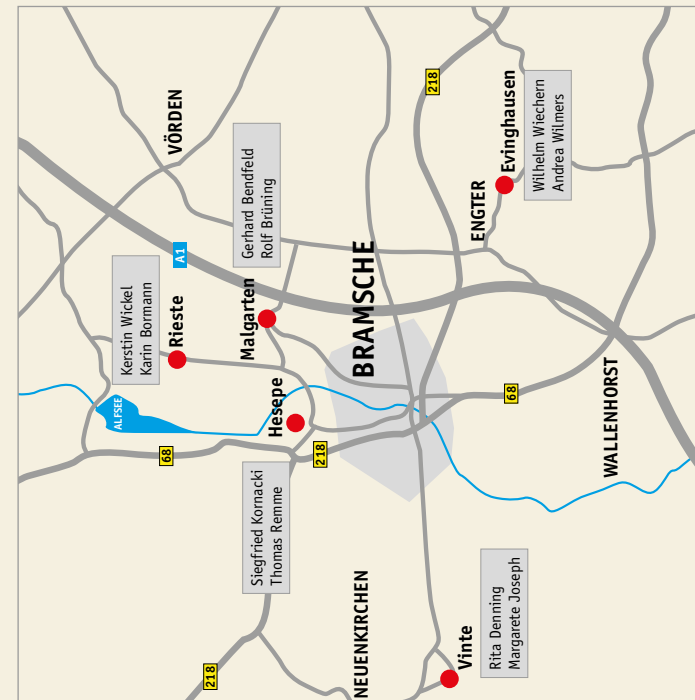 VÖRDEN
218
Evinghausen
Wilhelm Wiechern
Andrea Wilmers
Gerhard Bendfeld
Rolf Brüning
ENGTER
A1
Kerstin Wickel
Karin Bormann
Rieste
Malgarten
BRAMSCHE
ALFSEE
Hesepe
68
68
218
WALLENHORST
Siegfried Kornacki
Thomas Remme
NEUENKIRCHEN
218
Vinte
Rita Denning
Margarete Joseph